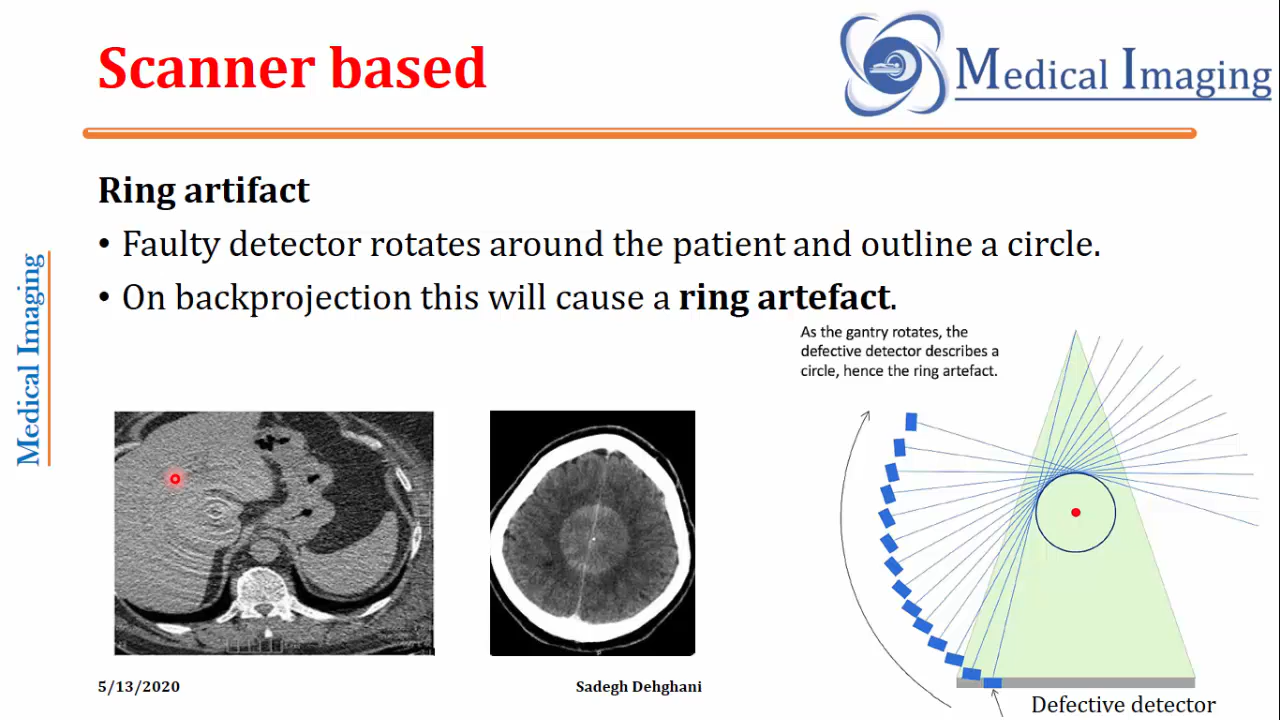 Scanner based
Medical Imaging
Ring artifact
• Faulty detector rotates around the patient and outline a circle.
• On backprojection this will cause a ring artefact.
Medical Imaging
As the gantry rotates, the
defective detector describes a
circle, hence the ring artefact.
5/13/2020
Sadegh Dehghani
Defective detector